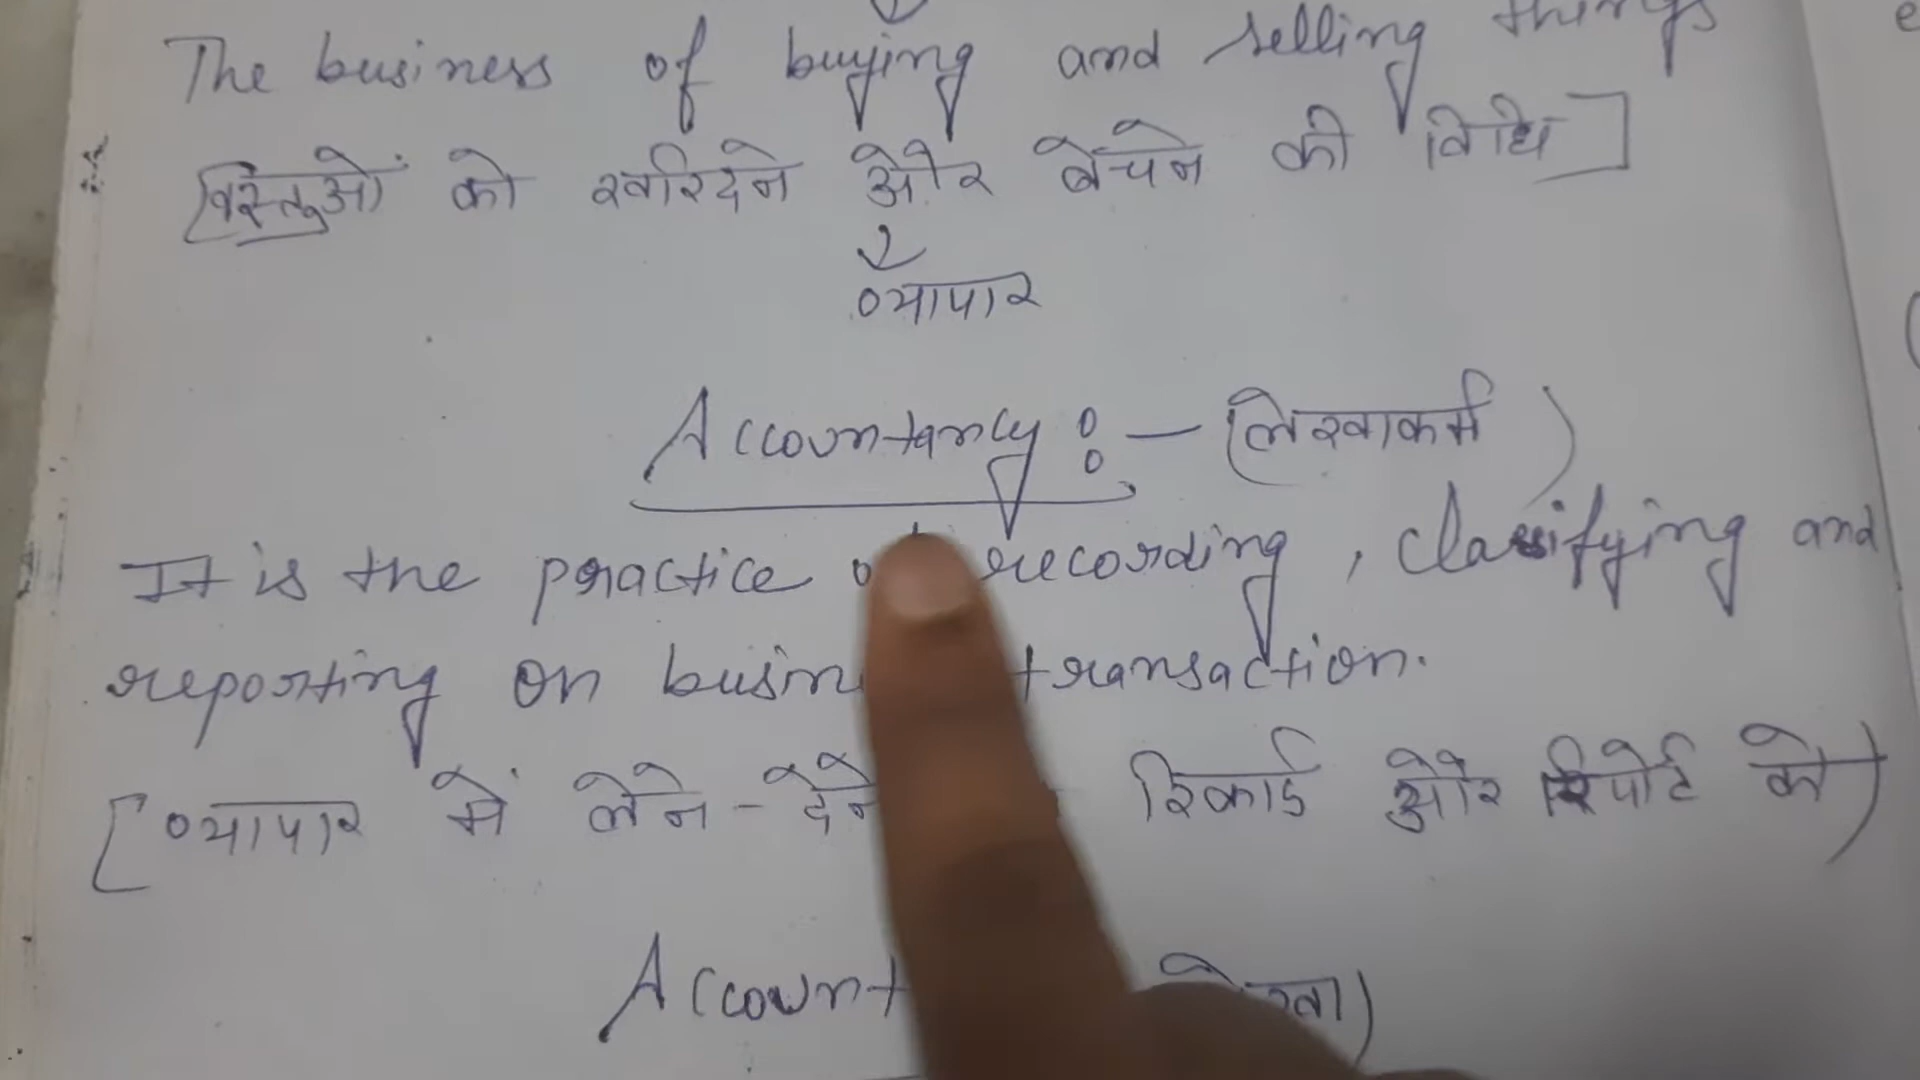 The business of buying and selling things
[वस्तुओं को खरिदने और बेचने की विधि]
व्यापार
Accountancy :- (लेखाकर्म)
It is the practice recording, classifying and
reporting on transaction.
[व्यापार में लेने-देने रिकार्ड और रिपोर्ट को)
Account